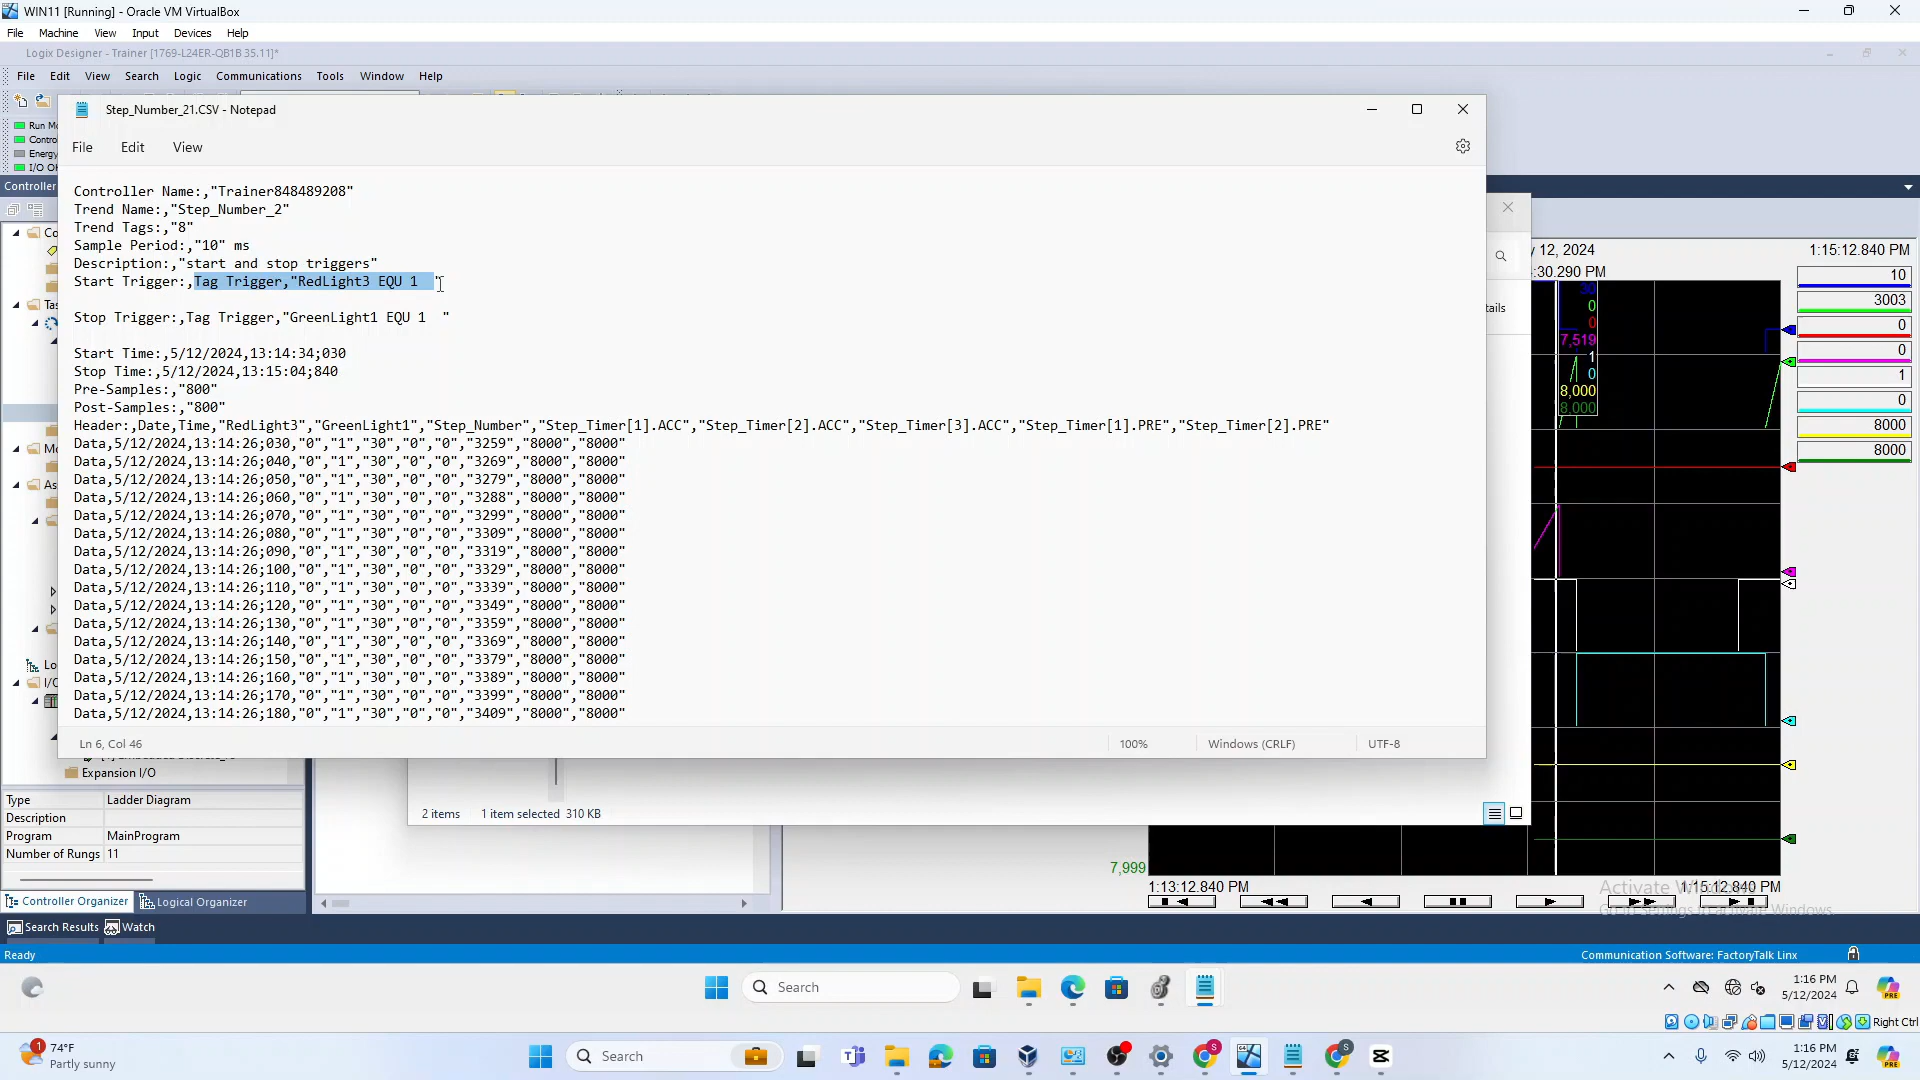 WIN11 [Running] - Oracle VM VirtualBox
File Machine View Input Devices Help
Logix Designer - Trainer [1769-L24ER-QB1B 35.11]*
File Edit View Search Logic Communications Tools Window Help
Step_Number_21.CSV - Notepad
File Edit View
Controller Name:,"Trainer848489208"
Trend Name:,"Step_Number_2"
Trend Tags:,"8"
Sample Period:,"10" ms
Description:,"start and stop triggers"
Start Trigger:,Tag Trigger,"RedLight3 EQU 1  "
Stop Trigger:,Tag Trigger,"GreenLight1 EQU 1  "
Start Time:,5/12/2024,13:14:34;030
Stop Time:,5/12/2024,13:15:04;840
Pre-Samples:,"800"
Post-Samples:,"800"
Header:,Date,Time,"RedLight3","GreenLight1","Step_Number","Step_Timer[1].ACC","Step_Timer[2].ACC","Step_Timer[3].ACC","Step_Timer[1].PRE","Step_Timer[2].PRE"
Data,5/12/2024,13:14:26;030,"0","1","30","0","0","3259","8000","8000"
Data,5/12/2024,13:14:26;040,"0","1","30","0","0","3269","8000","8000"
Data,5/12/2024,13:14:26;050,"0","1","30","0","0","3279","8000","8000"
Data,5/12/2024,13:14:26;060,"0","1","30","0","0","3288","8000","8000"
Data,5/12/2024,13:14:26;070,"0","1","30","0","0","3299","8000","8000"
Data,5/12/2024,13:14:26;080,"0","1","30","0","0","3309","8000","8000"
Data,5/12/2024,13:14:26;090,"0","1","30","0","0","3319","8000","8000"
Data,5/12/2024,13:14:26;100,"0","1","30","0","0","3329","8000","8000"
Data,5/12/2024,13:14:26;110,"0","1","30","0","0","3339","8000","8000"
Data,5/12/2024,13:14:26;120,"0","1","30","0","0","3349","8000","8000"
Data,5/12/2024,13:14:26;130,"0","1","30","0","0","3359","8000","8000"
Data,5/12/2024,13:14:26;140,"0","1","30","0","0","3369","8000","8000"
Data,5/12/2024,13:14:26;150,"0","1","30","0","0","3379","8000","8000"
Data,5/12/2024,13:14:26;160,"0","1","30","0","0","3389","8000","8000"
Data,5/12/2024,13:14:26;170,"0","1","30","0","0","3399","8000","8000"
Data,5/12/2024,13:14:26;180,"0","1","30","0","0","3409","8000","8000"
Ln 6, Col 46 100% Windows (CRLF) UTF-8
Run Mo
Contro
Energy
I/O OK
Controller
Co
Tas
Mo
As
Lo
I/O
Expansion I/O
Type Ladder Diagram
Description
Program MainProgram
Number of Rungs 11
Controller Organizer Logical Organizer
Search Results Watch
Ready
Communication Software: FactoryTalk Linx
2 items 1 item selected 310 KB
tails
y 12, 2024 1:15:12.840 PM
:30.290 PM
30
0
0
7,519
1
0
8,000
8,000
10
3003
0
0
1
0
8000
8000
7,999
1:13:12.840 PM 1:15:12.840 PM
Activate Windows
Search
1:16 PM
5/12/2024
PRE
Right Ctrl
1
74°F
Partly sunny
Search
1:16 PM
5/12/2024
PRE